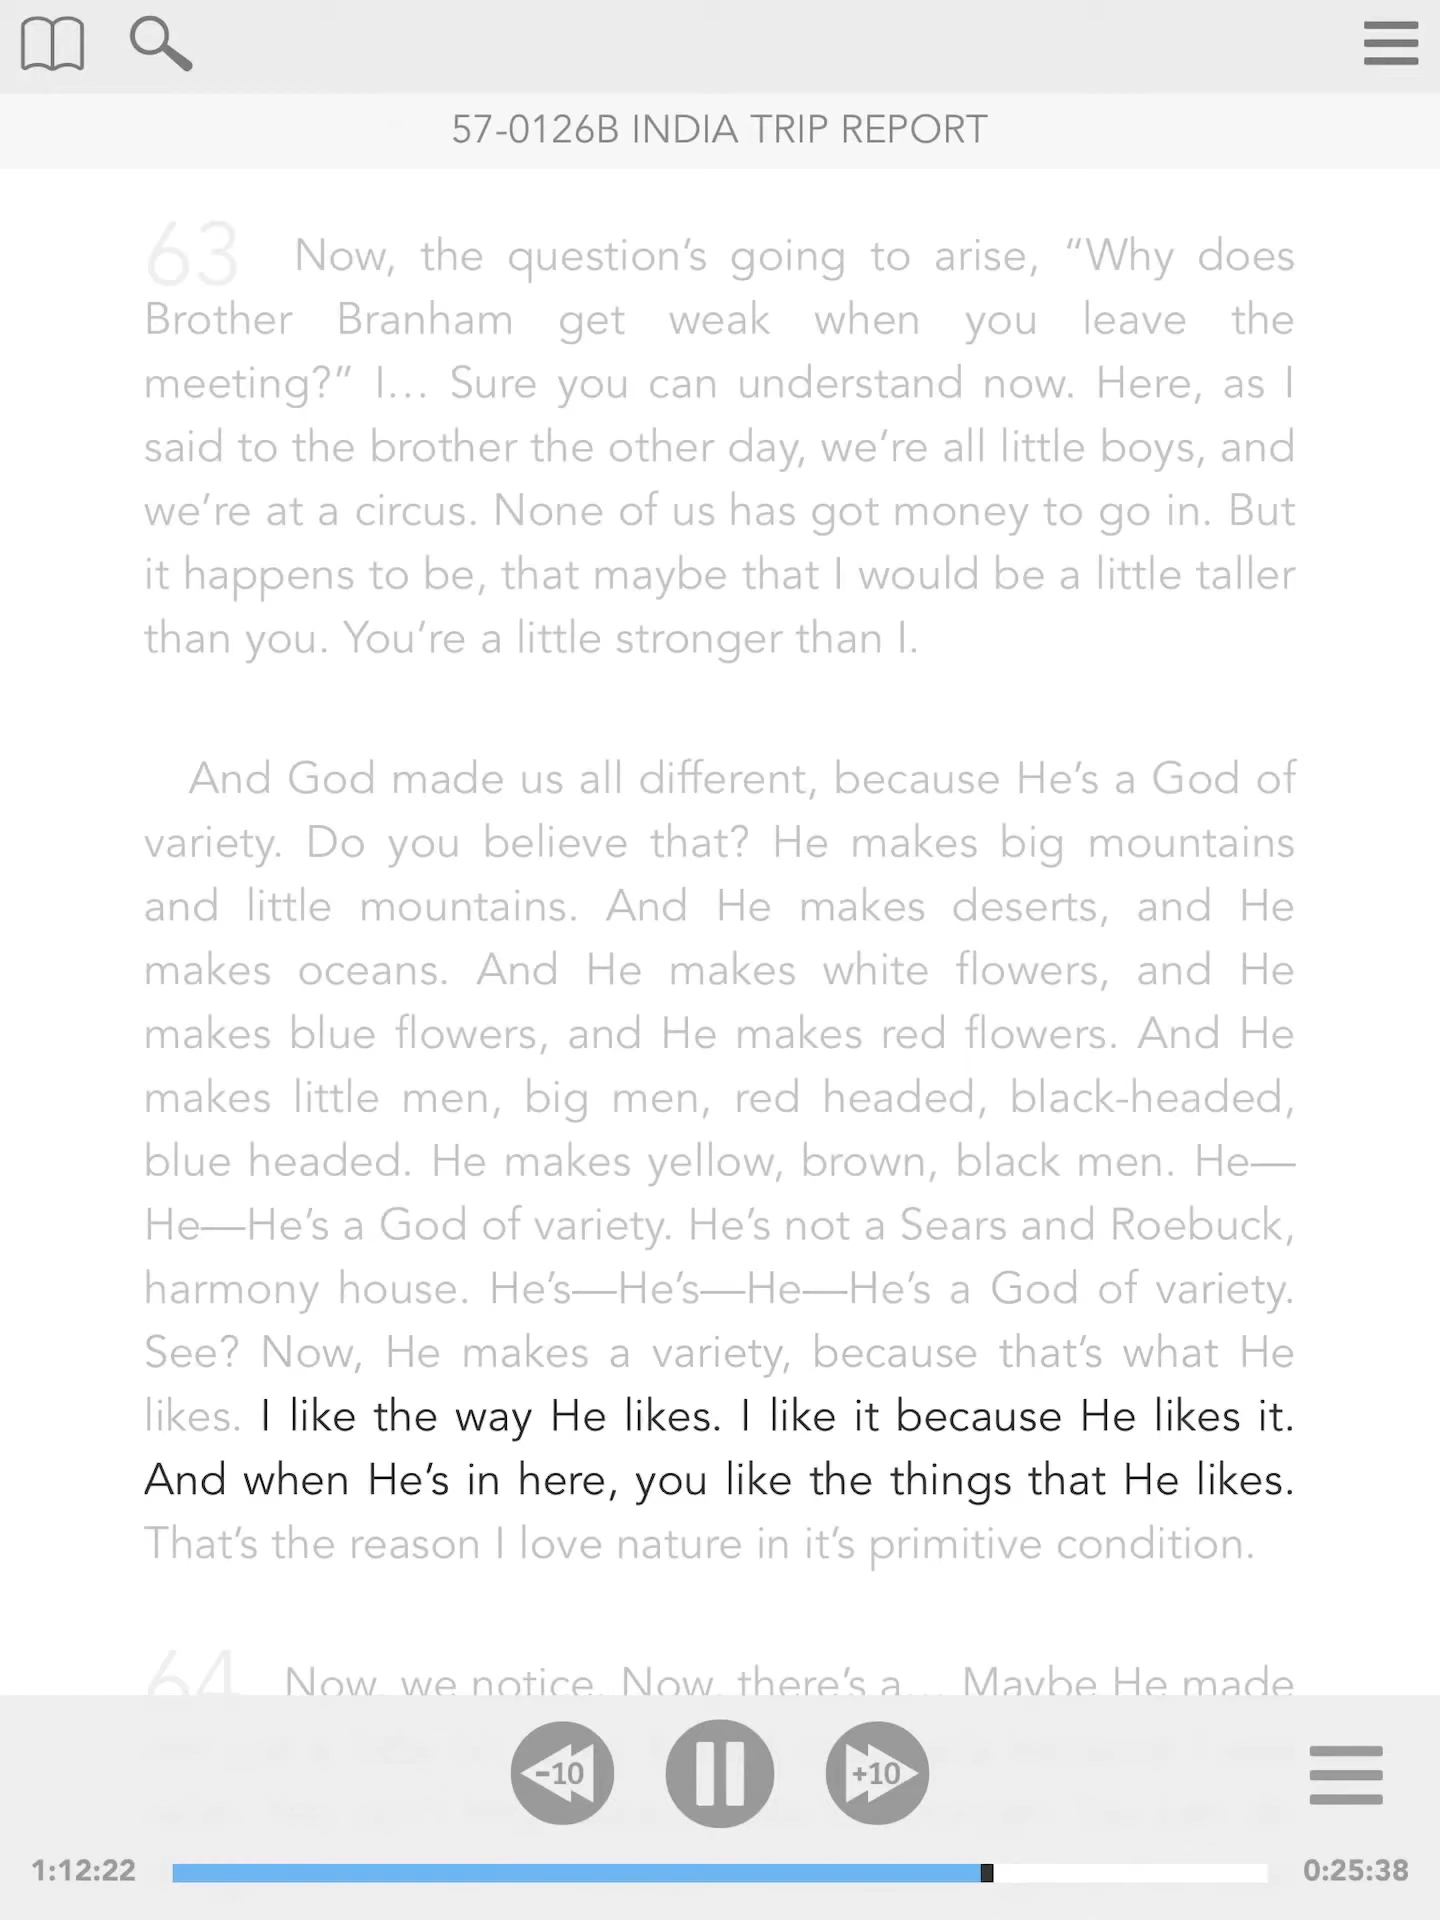 57-0126B INDIA TRIP REPORT
63 Now, the question’s going to arise, “Why does
Brother Branham get weak when you leave the
meeting?” I… Sure you can understand now. Here, as I
said to the brother the other day, we’re all little boys, and
we’re at a circus. None of us has got money to go in. But
it happens to be, that maybe that I would be a little taller
than you. You’re a little stronger than I.
And God made us all different, because He’s a God of
variety. Do you believe that? He makes big mountains
and little mountains. And He makes deserts, and He
makes oceans. And He makes white flowers, and He
makes blue flowers, and He makes red flowers. And He
makes little men, big men, red headed, black-headed,
blue headed. He makes yellow, brown, black men. He—
He—He’s a God of variety. He’s not a Sears and Roebuck,
harmony house. He’s—He’s—He—He’s a God of variety.
See? Now, He makes a variety, because that’s what He
likes. I like the way He likes. I like it because He likes it.
And when He’s in here, you like the things that He likes.
That’s the reason I love nature in it’s primitive condition.
64 Now, we notice. Now, there’s a… Maybe He made
-10
+10
1:12:22
0:25:38